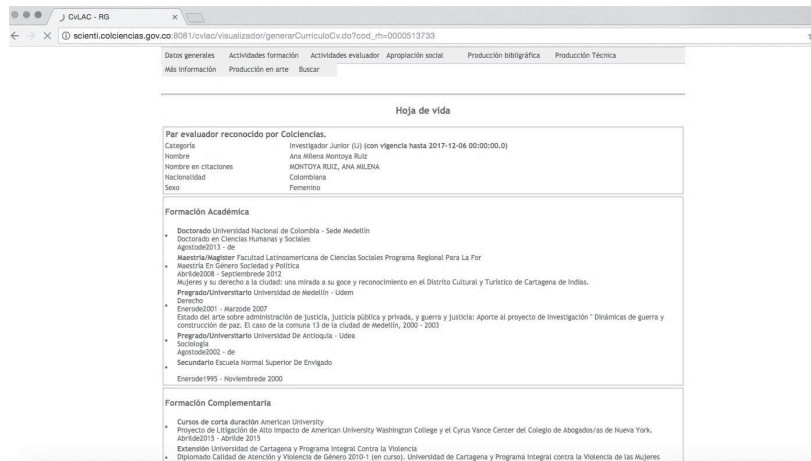 CvLAC - RG
scienti.colciencias.gov.co:8081/cvlac/visualizador/generarCurriculoCv.do?cod_rh=0000513733
Datos generales Actividades formación Actividades evaluador Apropiación social Producción bibligráfica Producción Técnica
Más información Producción en arte Buscar
Hoja de vida
Par evaluador reconocido por Colciencias.
Categoría Investigador Junior (IJ) (con vigencia hasta 2017-12-06 00:00:00.0)
Nombre Ana Milena Montoya Ruiz
Nombre en citaciones MONTOYA RUIZ, ANA MILENA
Nacionalidad Colombiana
Sexo Femenino
Formación Académica
Doctorado Universidad Nacional de Colombia - Sede Medellín
Doctorado en Ciencias Humanas y Sociales
Agostode2013 - de
Maestría/Magister Facultad Latinoamericana de Ciencias Sociales Programa Regional Para La For
Maestría En Género Sociedad y Política
Abrilde2008 - Septiembrede 2012
Mujeres y su derecho a la ciudad: una mirada a su goce y reconocimiento en el Distrito Cultural y Turístico de Cartagena de Indias.
Pregrado/Universitario Universidad de Medellín - Udem
Derecho
Enerode2001 - Marzode 2007
Estado del arte sobre administración de justicia, justicia pública y privada, y guerra y justicia: Aporte al proyecto de investigación " Dinámicas de guerra y
construcción de paz. El caso de la comuna 13 de la ciudad de Medellín, 2000 - 2003
Pregrado/Universitario Universidad De Antioquia - Udea
Sociología
Agostode2002 - de
Secundario Escuela Normal Superior De Envigado
Enerode1995 - Noviembrede 2000
Formación Complementaria
Cursos de corta duración American University
Proyecto de Litigación de Alto Impacto de American University Washington College y el Cyrus Vance Center del Colegio de Abogados/as de Nueva York.
Abrilde2015 - Abrilde 2015
Extensión Universidad de Cartagena y Programa Integral Contra la Violencia
Diplomado Calidad de Atención y Violencia de Género 2010-1 (en curso). Universidad de Cartagena y Programa Integral contra la Violencia de las Mujeres